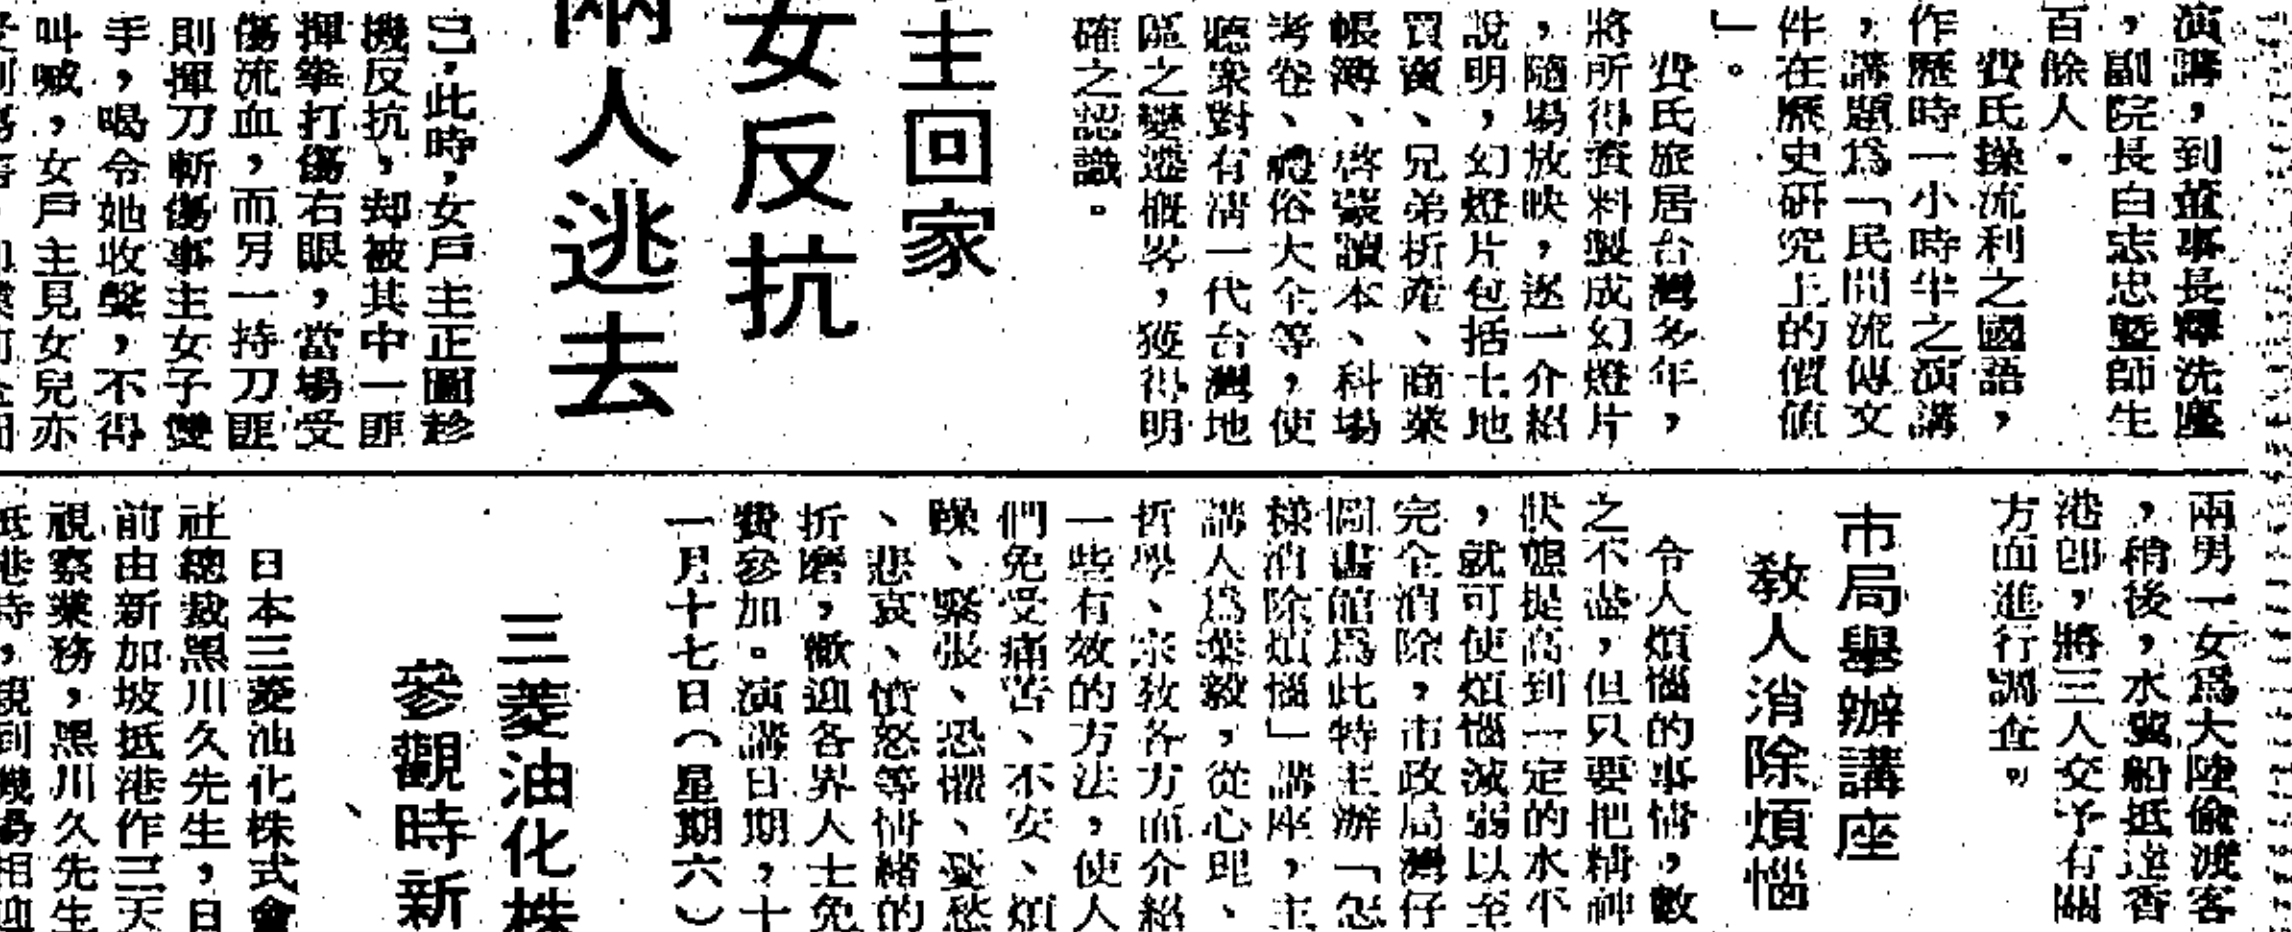 演講，到董事長釋洗塵
，副院長白志忠暨師生
百餘人。
費氏操流利之國語，
作歷時一小時半之演講
，講題為「民間流傳文
件在歷史研究上的價值
」。
費氏旅居台灣多年，
將所得資料製成幻燈片
，隨場放映，逐一介紹
說明，幻燈片包括土地
買賣、兄弟析產、商業
帳簿、啓蒙讀本、科場
考卷、禮俗大全等，使
聽衆對有淸一代台灣地
區之變遷概畧，獲得明
確之認識。
主回家
女反抗
兩人逃去
己，此時，女戶主正圖趁
機反抗，却被其中一匪
揮拳打傷右眼，當場受
傷流血，而另一持刀匪
則揮刀斬傷事主女子雙
手，喝令她收聲，不得
叫喊，女戶主見女兒亦
兩男一女爲大陸偷渡客
，稍後，水翼船抵達香
港卽，將三人交予有關
方面進行調查。
市局舉辦講座
教人消除煩惱
令人煩惱的事情，數
之不盡，但只要把精神
狀態提高到一定的水平
，就可使煩惱減弱以至
完全消除，市政局灣仔
圖書館爲此特主辦「怎
樣消除煩惱」講座，主
講人爲葉毅，從心理、
哲學、宗教各方面介紹
一些有效的方法，使人
們免受痛苦、不安、煩
躁、緊張、恐懼、憂愁
、悲哀、憤怒等情緒的
折磨，歡迎各界人士免
費參加。演講日期，十
一月十七日（星期六）
三菱油化株
參觀時新
日本三菱油化株式會
社總裁黑川久先生，日
前由新加坡抵港作三天
視察業務，黑川久先生
抵港時，親到機場相迎